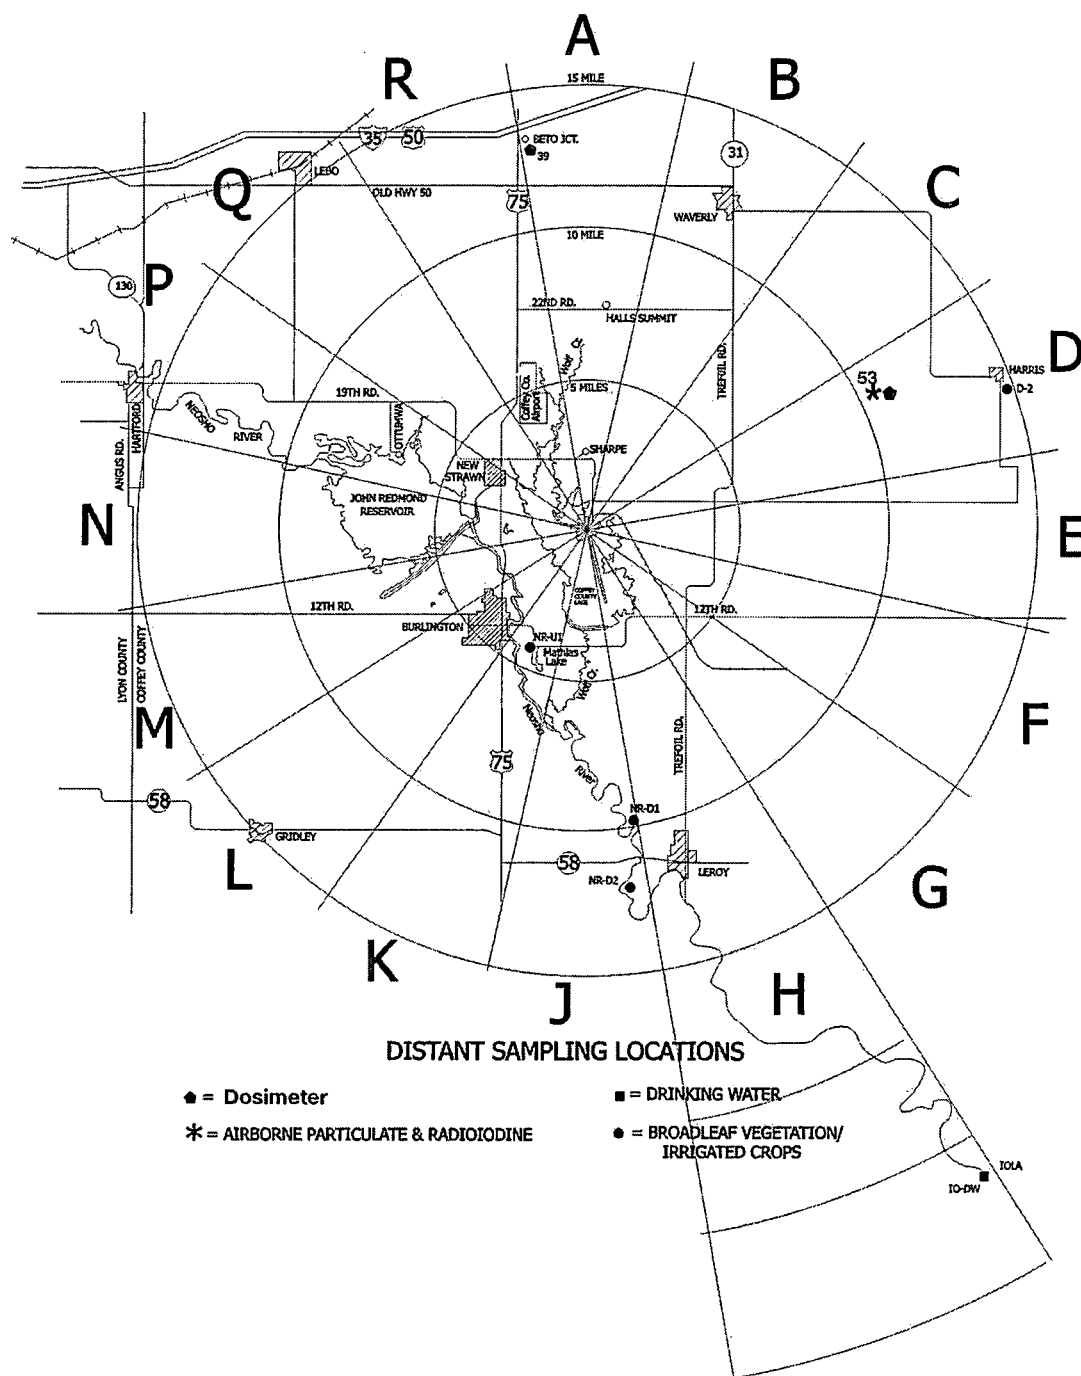 A
R
B
15 MILE
35
50
BETO JCT.
39
31
LEBO
Q
OLD HWY 50
75
C
WAVERLY
10 MILE
P
130
22ND RD.
HALLS SUMMIT
D
Wolf Cr.
TREFOIL RD.
HARRIS
53
D-2
5 MILES
Coffey Co.
Airport
19TH RD.
NEOSHO
RIVER
OTTUMWA
HARTFORD
ANGUS RD.
SHARPE
NEW
STRAWN
JOHN REDMOND
RESERVOIR
N
E
COFFEY
COUNTY
LAKE
12TH RD.
12TH RD.
BURLINGTON
NR-U1
Mathias
Lake
LYON COUNTY
COFFEY COUNTY
Wolf Cr.
Neosho
River
M
F
TREFOIL RD.
75
58
NR-D1
GRIDLEY
58
LEROY
L
NR-D2
G
K
J
H
DISTANT SAMPLING LOCATIONS
= Dosimeter
= DRINKING WATER
= AIRBORNE PARTICULATE & RADIOIODINE
= BROADLEAF VEGETATION/
IRRIGATED CROPS
IOLA
IO-DW